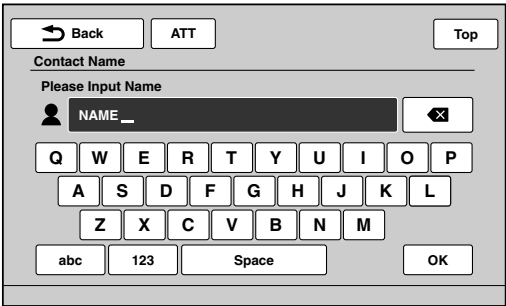 Back ATT Top
Contact Name
Please Input Name
NAME_
Q W E R T Y U I O P
A S D F G H J K L
Z X C V B N M
abc 123 Space OK